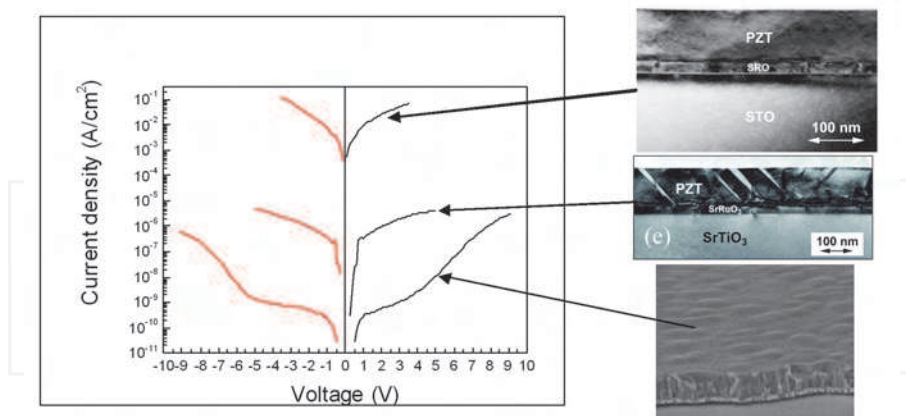 Current density (A/cm²)
10⁻¹
10⁻²
10⁻³
10⁻⁴
10⁻⁵
10⁻⁶
10⁻⁷
10⁻⁸
10⁻⁹
10⁻¹⁰
10⁻¹¹
-10-9 -8 -7 -6 -5 -4 -3 -2 -1 0 1 2 3 4 5 6 7 8 9 10
Voltage (V)
PZT
SRO
STO
100 nm
PZT
SrRuO₃
(e)
SrTiO₃
100 nm